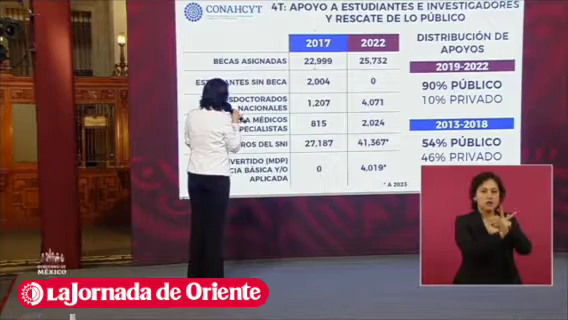 CONAHCYT
4T: APOYO A ESTUDIANTES E INVESTIGADORES
Y RESCATE DE LO PÚBLICO
2017 2022
BECAS ASIGNADAS 22,999 25,732
ESTUDIANTES SIN BECA 2,004 0
SDOCTORADOS
NACIONALES 1,207 4,071
A MÉDICOS
SPECIALISTAS 815 2,024
ROS DEL SNI 27,187 41,367*
VERTIDO (MDP)
CIA BÁSICA Y/O
APLICADA 0 4,019*
* A 2023
DISTRIBUCIÓN DE
APOYOS
2019-2022
90% PÚBLICO
10% PRIVADO
2013-2018
54% PÚBLICO
46% PRIVADO
MÉXICO
La Jornada de Oriente